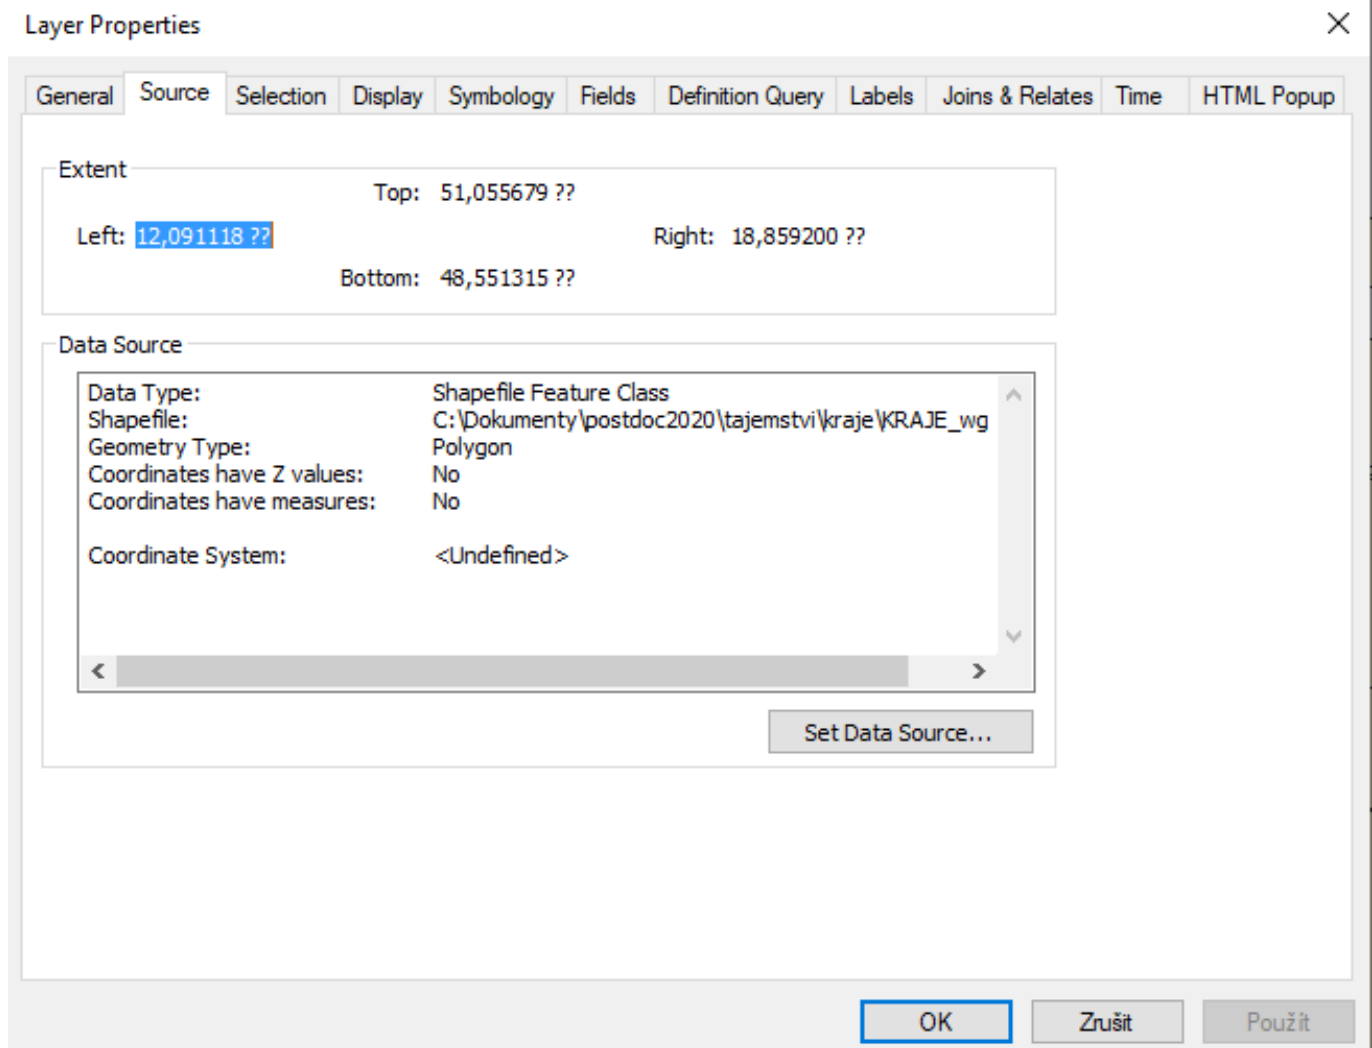 Layer Properties
General Source Selection Display Symbology Fields Definition Query Labels Joins & Relates Time HTML Popup
Extent
Top: 51,055679 ??
Left: 12,091118 ?? Right: 18,859200 ??
Bottom: 48,551315 ??
Data Source
Data Type: Shapefile Feature Class
Shapefile: C:\Dokumenty\postdoc2020\tajemstvi\kraje\KRAJE_wg
Geometry Type: Polygon
Coordinates have Z values: No
Coordinates have measures: No
Coordinate System: <Undefined>
Set Data Source...
OK Zrušit Použít